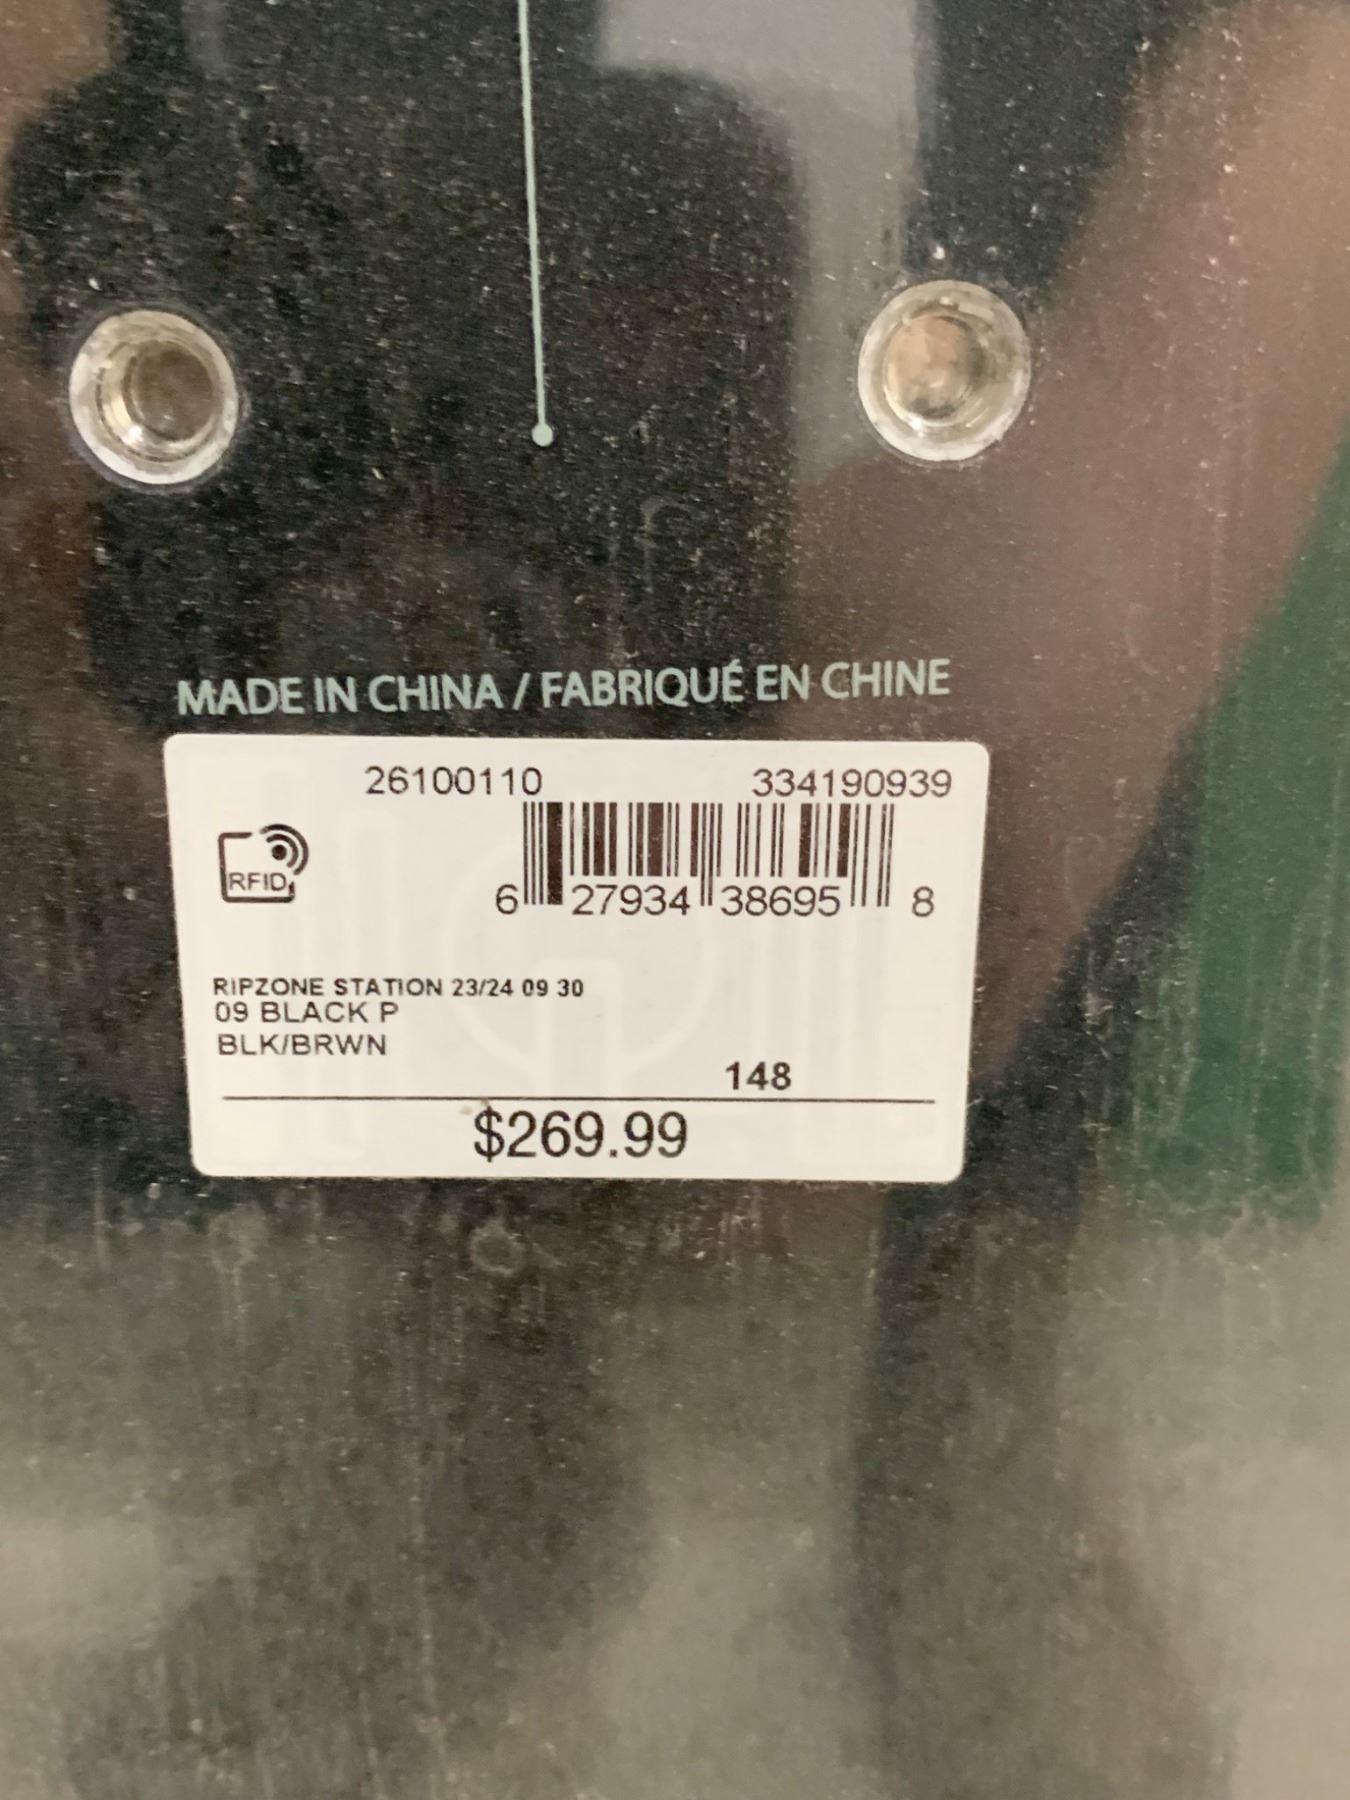 MADE IN CHINA / FABRIQUÉ EN CHINE
26100110 334190939
RFID
6 27934 38695 8
RIPZONE STATION 23/24 09 30
09 BLACK P
BLK/BRWN
148
$269.99